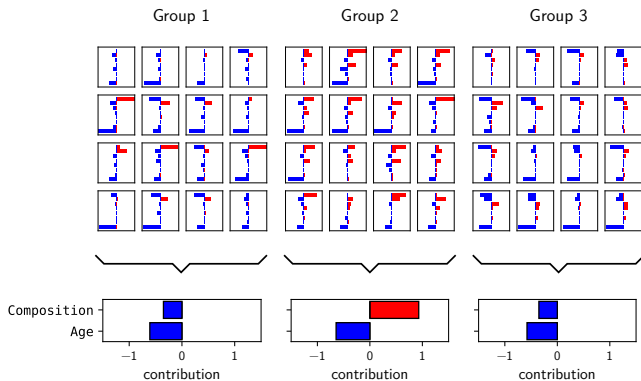 Group 1 Group 2 Group 3
Composition
Age
−1 0 1 −1 0 1 −1 0 1
contribution contribution contribution